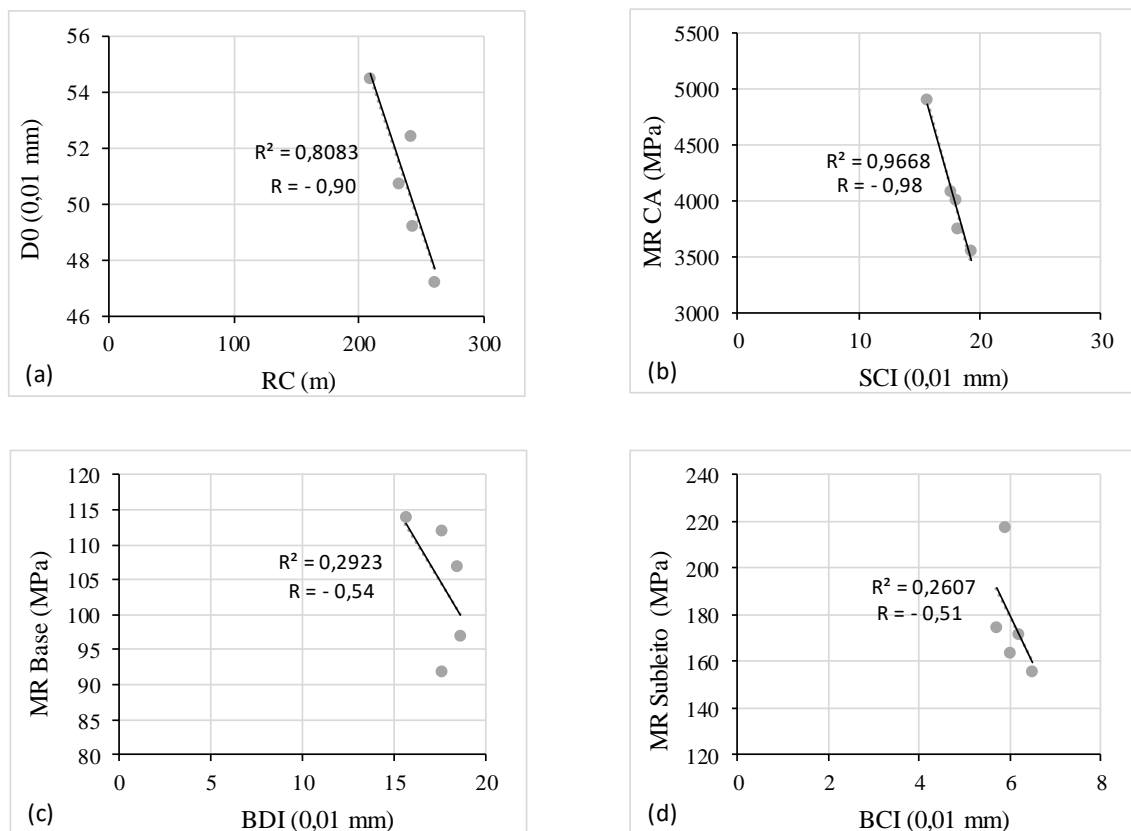 56
54
52
50
48
46
D0 (0,01 mm)
R² = 0,8083
R = - 0,90
0
100
200
300
RC (m)
(a)
5500
5000
4500
4000
3500
3000
MR CA (MPa)
R² = 0,9668
R = - 0,98
0
10
20
30
SCI (0,01 mm)
(b)
120
115
110
105
100
95
90
85
80
MR Base (MPa)
R² = 0,2923
R = - 0,54
0
5
10
15
20
BDI (0,01 mm)
(c)
240
220
200
180
160
140
120
MR Subleito (MPa)
R² = 0,2607
R = - 0,51
0
2
4
6
8
BCI (0,01 mm)
(d)